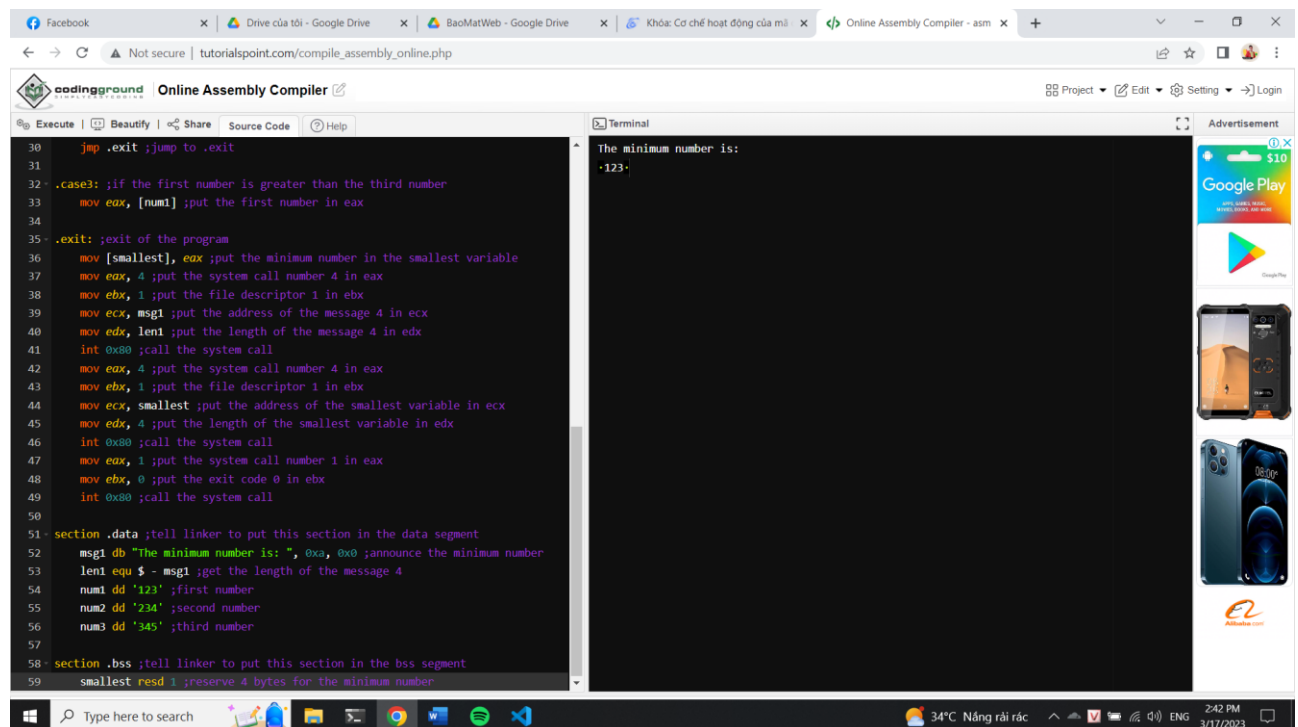 Facebook
Drive của tôi - Google Drive
BaoMatWeb - Google Drive
Khóa: Cơ chế hoạt động của mã
Online Assembly Compiler - asm
Not secure | tutorialspoint.com/compile_assembly_online.php
codingground
SIMPLYEASYCODING
Online Assembly Compiler
Project
Edit
Setting
Login
Execute | Beautify | Share
Source Code
Help
Terminal
Advertisement
30 jmp .exit ;jump to .exit
31
32 .case3: ;if the first number is greater than the third number
33 mov eax, [num1] ;put the first number in eax
34
35 .exit: ;exit of the program
36 mov [smallest], eax ;put the minimum number in the smallest variable
37 mov eax, 4 ;put the system call number 4 in eax
38 mov ebx, 1 ;put the file descriptor 1 in ebx
39 mov ecx, msg1 ;put the address of the message 4 in ecx
40 mov edx, len1 ;put the length of the message 4 in edx
41 int 0x80 ;call the system call
42 mov eax, 4 ;put the system call number 4 in eax
43 mov ebx, 1 ;put the file descriptor 1 in ebx
44 mov ecx, smallest ;put the address of the smallest variable in ecx
45 mov edx, 4 ;put the length of the smallest variable in edx
46 int 0x80 ;call the system call
47 mov eax, 1 ;put the system call number 1 in eax
48 mov ebx, 0 ;put the exit code 0 in ebx
49 int 0x80 ;call the system call
50
51 section .data ;tell linker to put this section in the data segment
52 msg1 db "The minimum number is: ", 0xa, 0x0 ;announce the minimum number
53 len1 equ $ - msg1 ;get the length of the message 4
54 num1 dd '123' ;first number
55 num2 dd '234' ;second number
56 num3 dd '345' ;third number
57
58 section .bss ;tell linker to put this section in the bss segment
59 smallest resd 1 ;reserve 4 bytes for the minimum number
The minimum number is:
·123·
$10
Google Play
APPS, GAMES, MUSIC,
MOVIES, BOOKS, AND MORE
Google Play
08:00
Alibaba.com
Type here to search
34°C Nắng rải rác
ENG
2:42 PM
3/17/2023